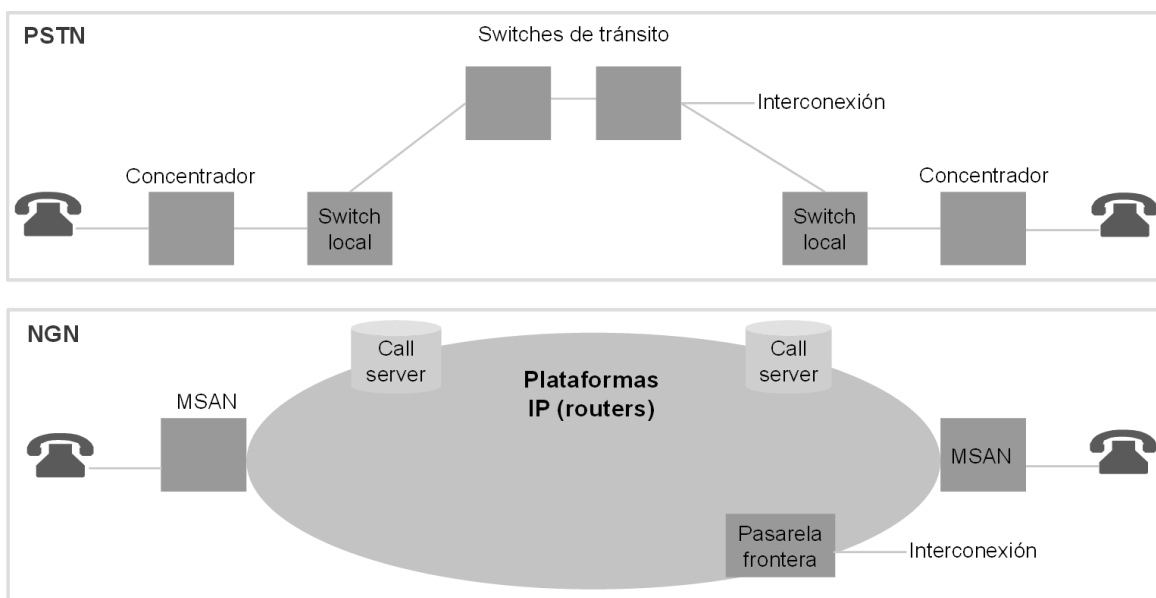 PSTN
Switches de tránsito
Interconexión
Concentrador
Concentrador
Switch
local
Switch
local
NGN
Call
server
Call
server
Plataformas
IP (routers)
MSAN
MSAN
Pasarela
frontera
Interconexión